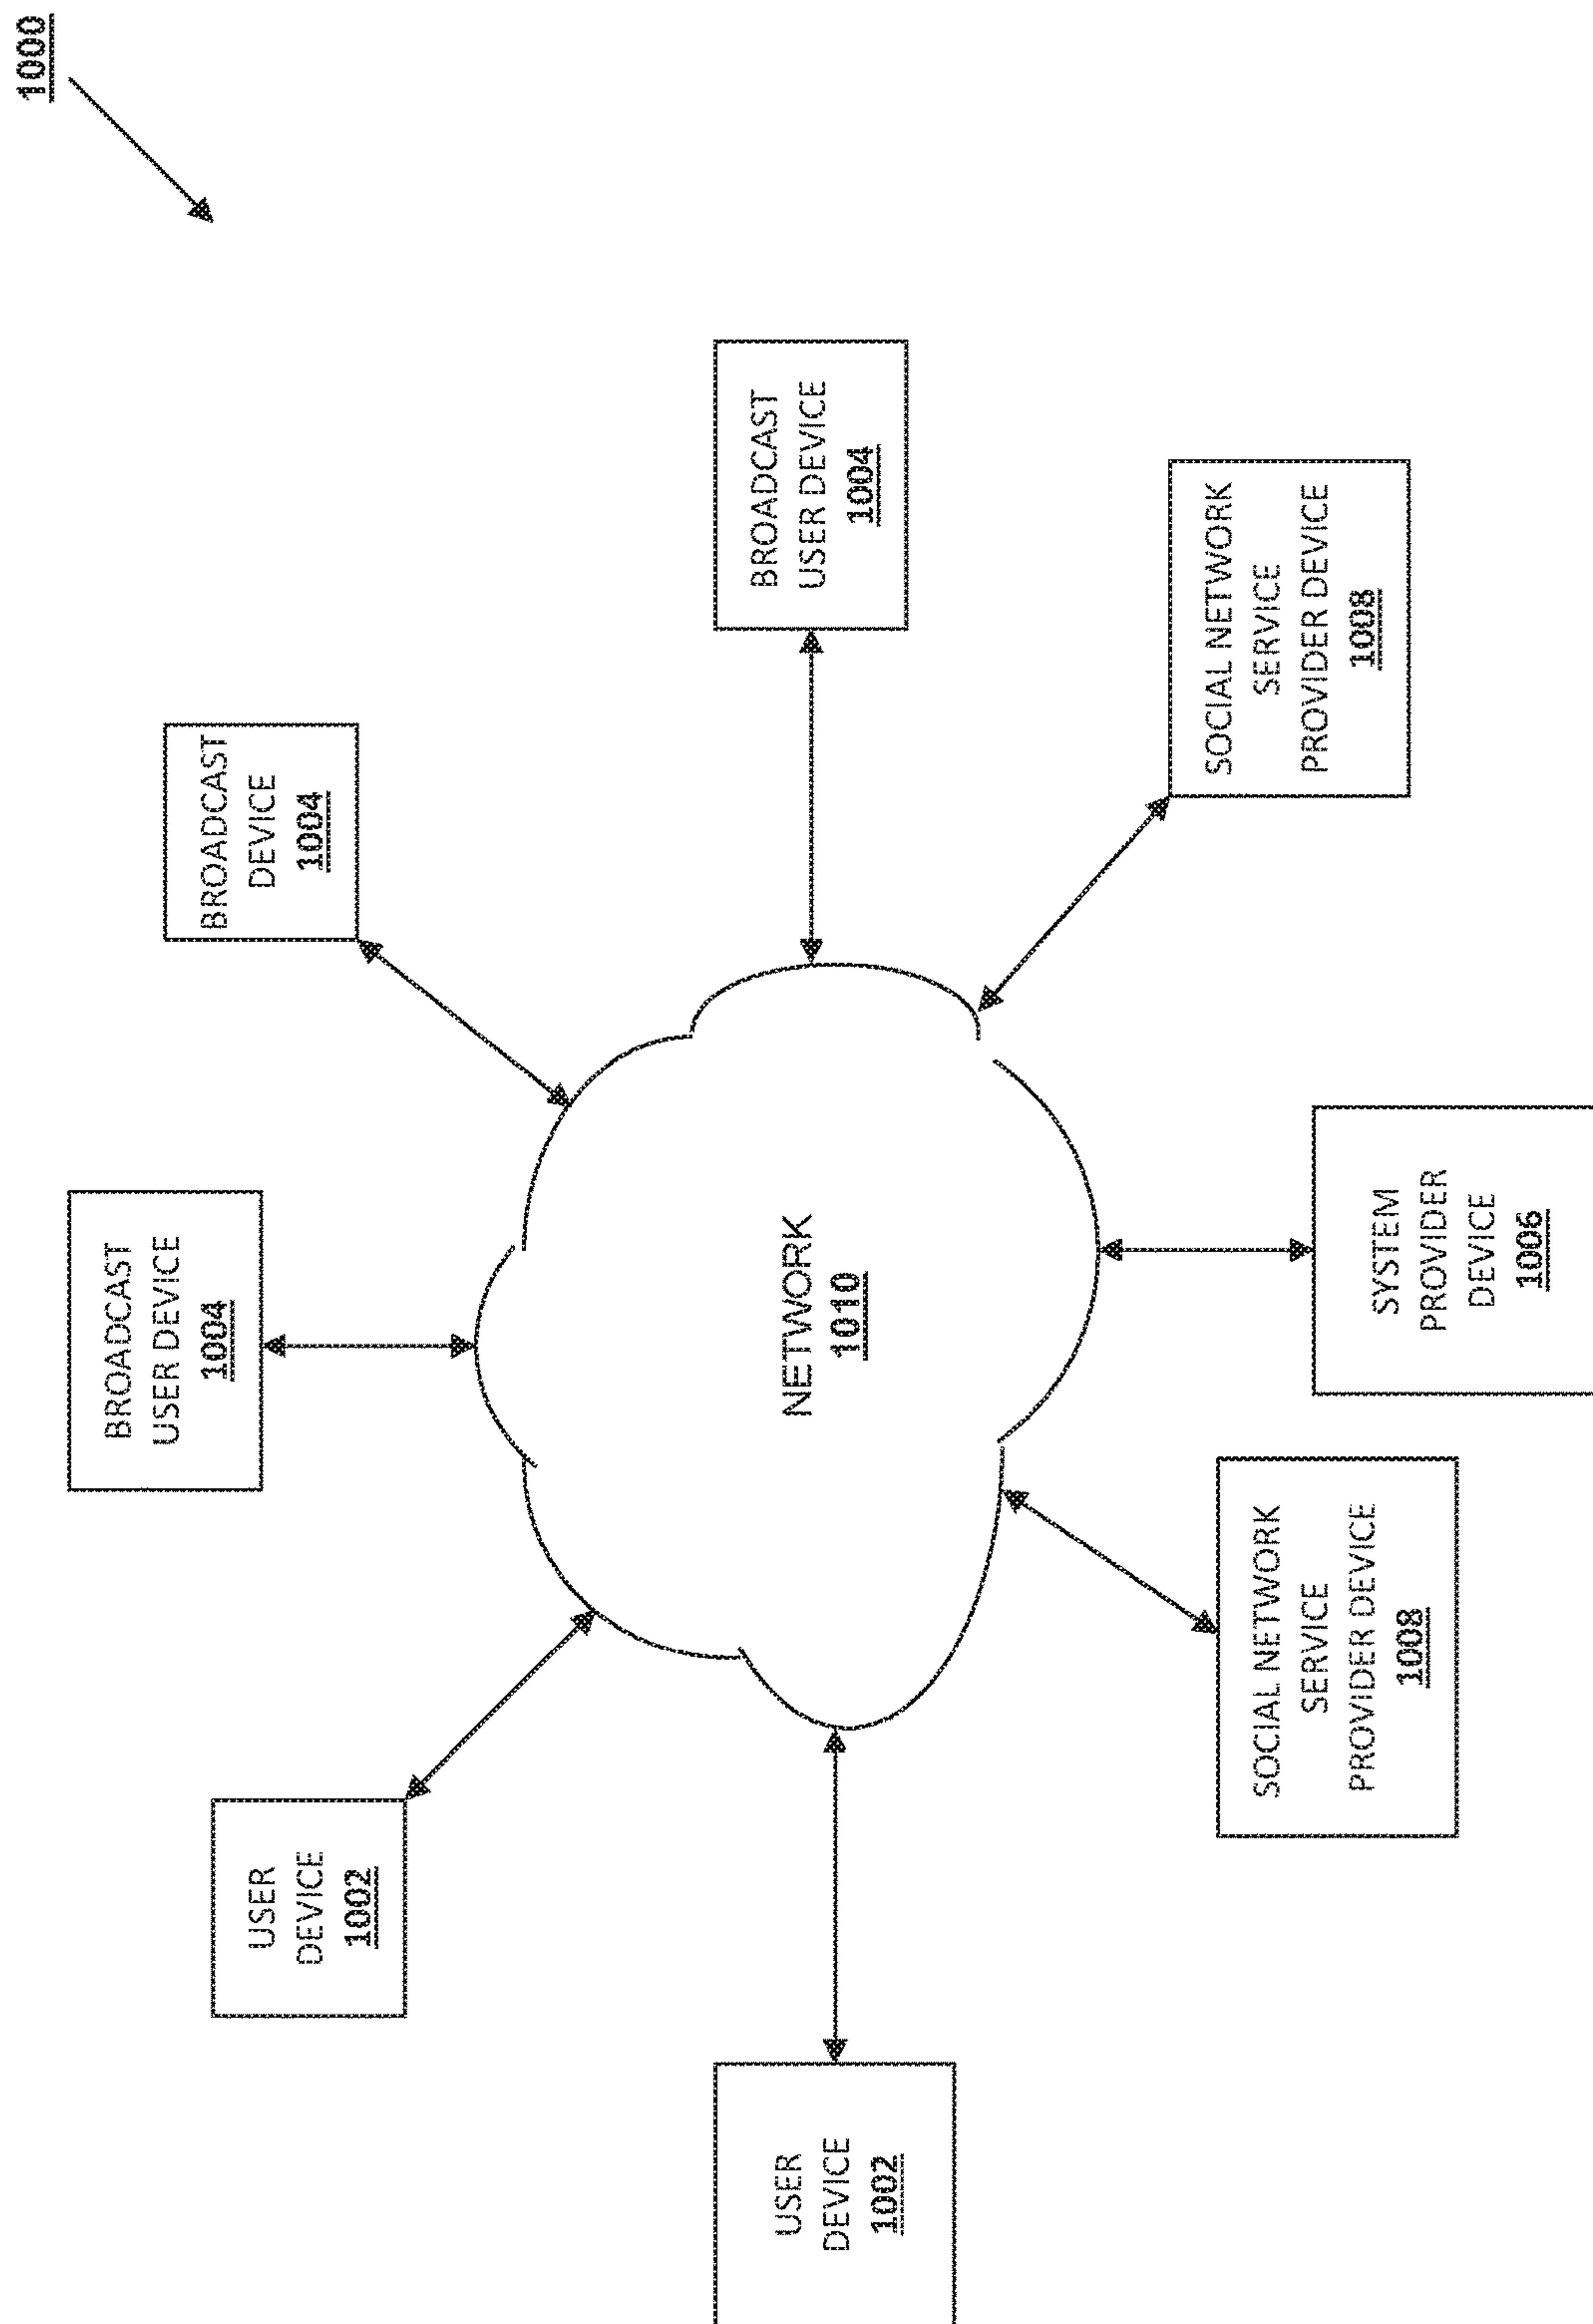 1000
BROADCAST
USER DEVICE
1004
BROADCAST
DEVICE
1004
USER
DEVICE
1002
USER
DEVICE
1002
NETWORK
1010
BROADCAST
USER DEVICE
1004
SOCIAL NETWORK
SERVICE
PROVIDER DEVICE
1008
SYSTEM
PROVIDER
DEVICE
1006
SOCIAL NETWORK
SERVICE
PROVIDER DEVICE
1008